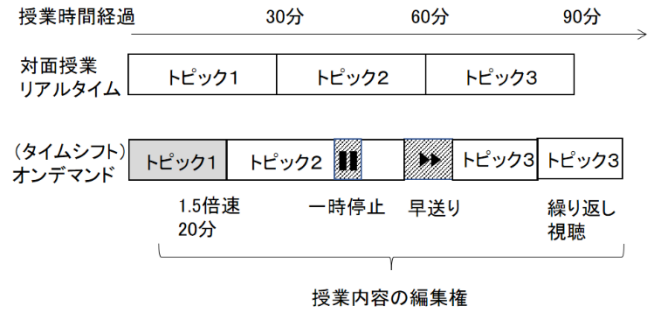 授業時間経過 30分 60分 90分
対面授業
リアルタイム
トピック1 トピック2 トピック3
(タイムシフト)
オンデマンド
トピック1 トピック2 トピック3 トピック3
1.5倍速
20分
一時停止
早送り
繰り返し
視聴
授業内容の編集権